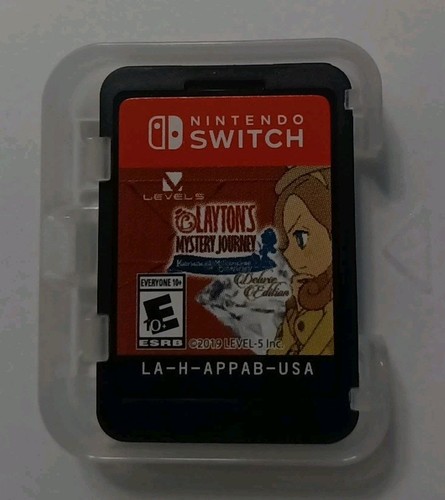 NINTENDO
SWITCH
LEVEL5
LAYTON'S
MYSTERY JOURNEY
Deluxe
Edition
EVERYONE 10+
E
10+
ESRB
©2019 LEVEL-5 Inc.
LA-H-APPAB-USA